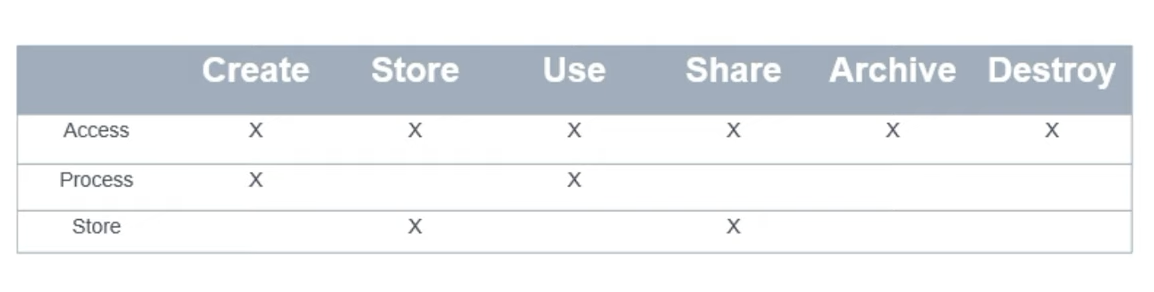 Create Store Use Share Archive Destroy
Access X X X X X X
Process X X
Store X X